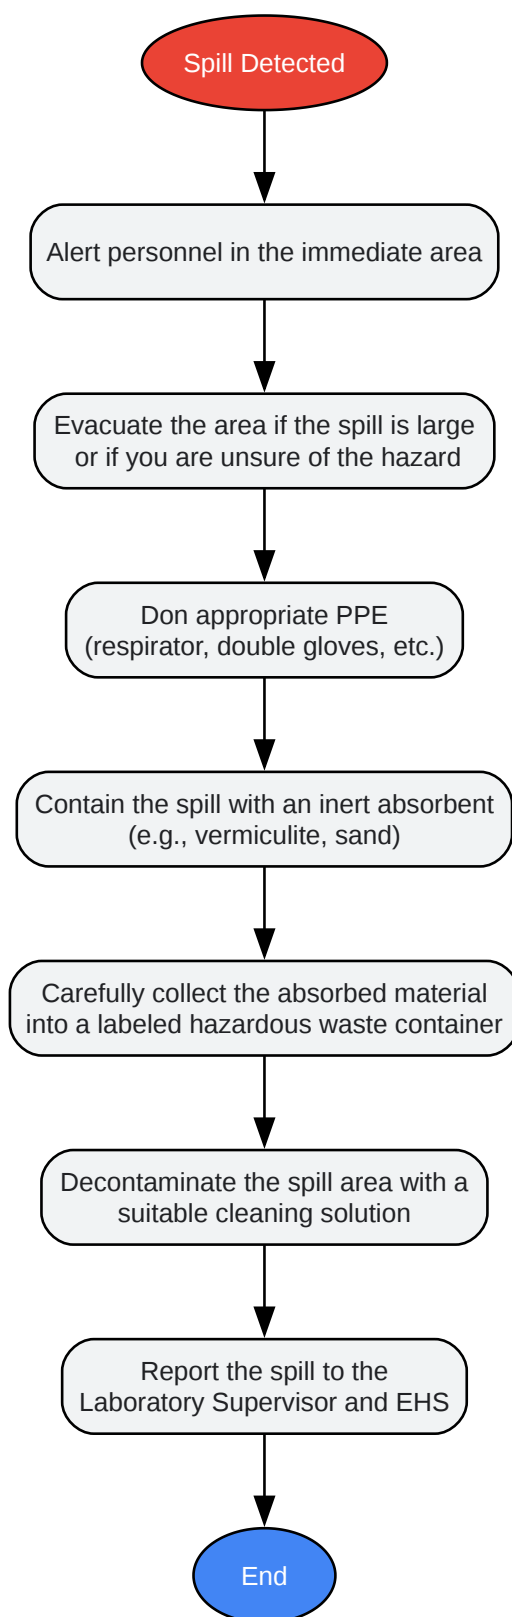 Spill Detected
Alert personnel in the immediate area
Evacuate the area if the spill is large
or if you are unsure of the hazard
Don appropriate PPE
(respirator, double gloves, etc.)
Contain the spill with an inert absorbent
(e.g., vermiculite, sand)
Carefully collect the absorbed material
into a labeled hazardous waste container
Decontaminate the spill area with a
suitable cleaning solution
Report the spill to the
Laboratory Supervisor and EHS
End